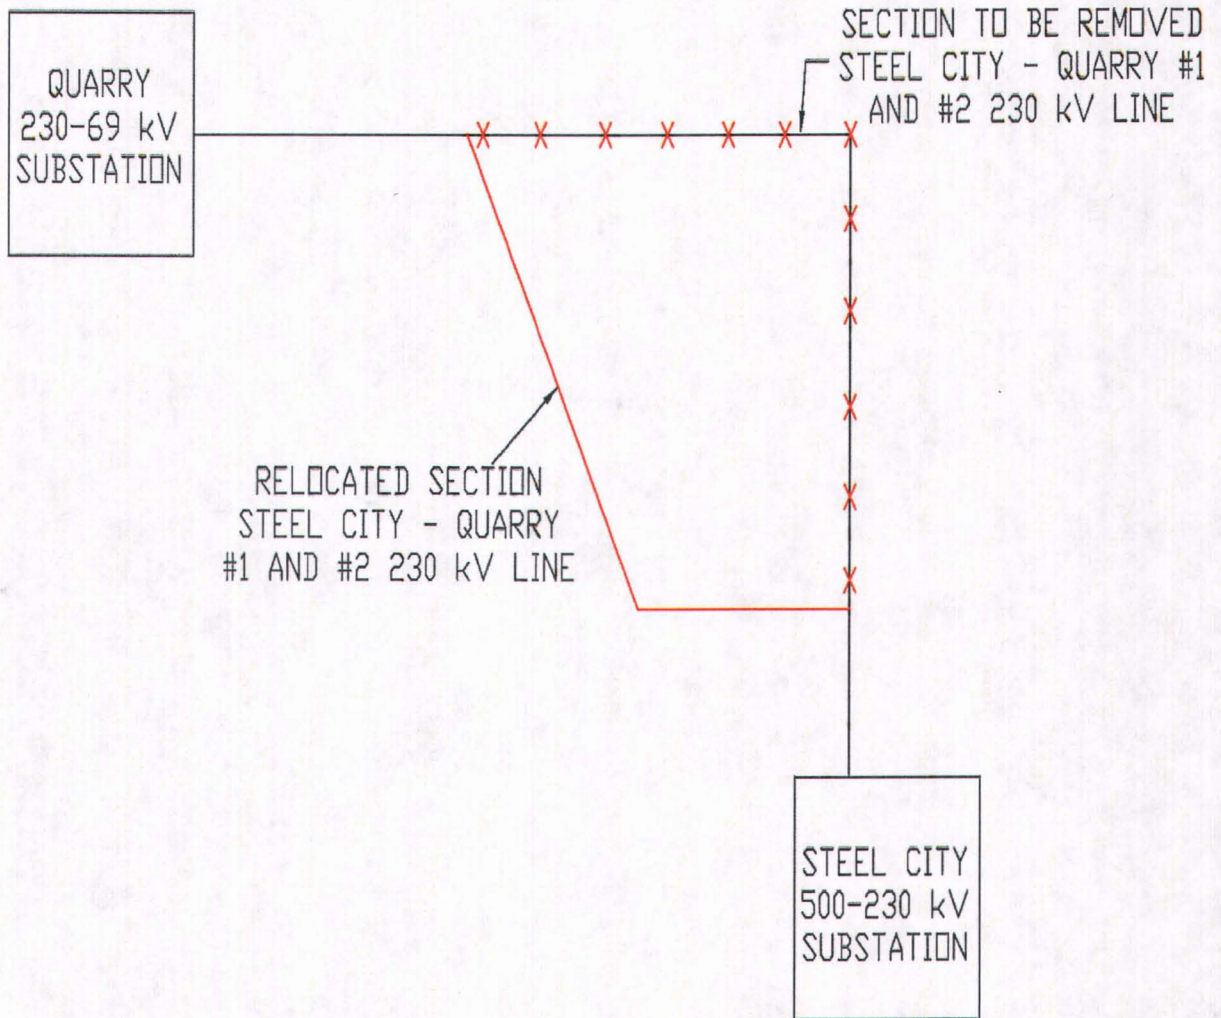 QUARRY
230-69 kV
SUBSTATION
SECTION TO BE REMOVED
STEEL CITY - QUARRY #1
AND #2 230 kV LINE
RELOCATED SECTION
STEEL CITY - QUARRY
#1 AND #2 230 kV LINE
STEEL CITY
500-230 kV
SUBSTATION